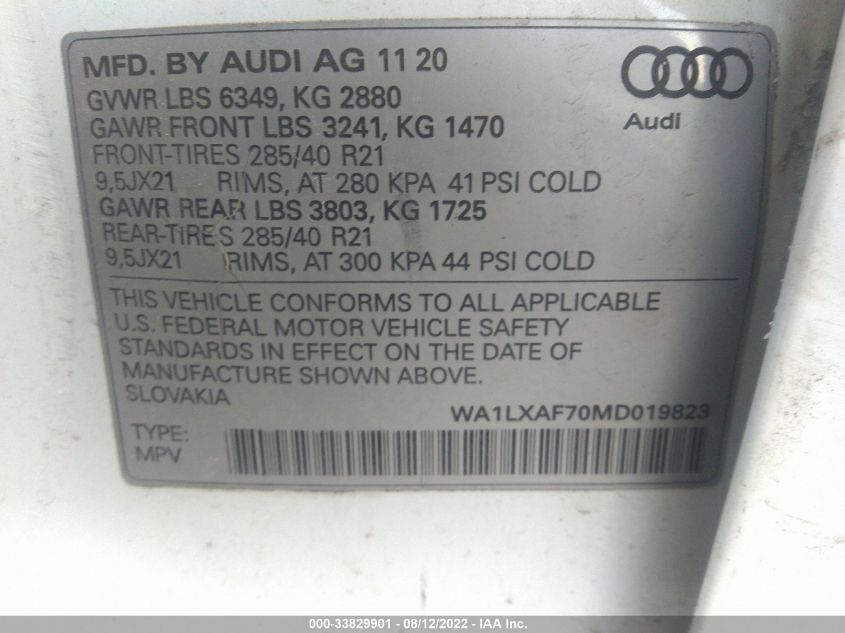 MFD. BY AUDI AG 11 20
GVWR LBS 6349, KG 2880
GAWR FRONT LBS 3241, KG 1470
FRONT-TIRES 285/40 R21
9,5JX21 RIMS, AT 280 KPA 41 PSI COLD
GAWR REAR LBS 3803, KG 1725
REAR-TIRES 285/40 R21
9,5JX21 RIMS, AT 300 KPA 44 PSI COLD
Audi
THIS VEHICLE CONFORMS TO ALL APPLICABLE
U.S. FEDERAL MOTOR VEHICLE SAFETY
STANDARDS IN EFFECT ON THE DATE OF
MANUFACTURE SHOWN ABOVE.
SLOVAKIA
WA1LXAF70MD019823
TYPE:
MPV
000-33829901 - 08/12/2022 - IAA Inc.